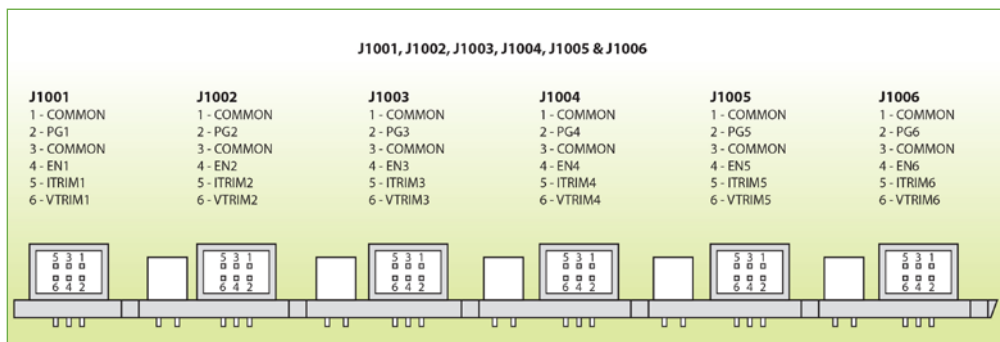 J1001, J1002, J1003, J1004, J1005 & J1006
J1001
1 - COMMON
2 - PG1
3 - COMMON
4 - EN1
5 - ITRIM1
6 - VTRIM1
J1002
1 - COMMON
2 - PG2
3 - COMMON
4 - EN2
5 - ITRIM2
6 - VTRIM2
J1003
1 - COMMON
2 - PG3
3 - COMMON
4 - EN3
5 - ITRIM3
6 - VTRIM3
J1004
1 - COMMON
2 - PG4
3 - COMMON
4 - EN4
5 - ITRIM4
6 - VTRIM4
J1005
1 - COMMON
2 - PG5
3 - COMMON
4 - EN5
5 - ITRIM5
6 - VTRIM5
J1006
1 - COMMON
2 - PG6
3 - COMMON
4 - EN6
5 - ITRIM6
6 - VTRIM6
5 3 1
6 4 2
5 3 1
6 4 2
5 3 1
6 4 2
5 3 1
6 4 2
5 3 1
6 4 2
5 3 1
6 4 2